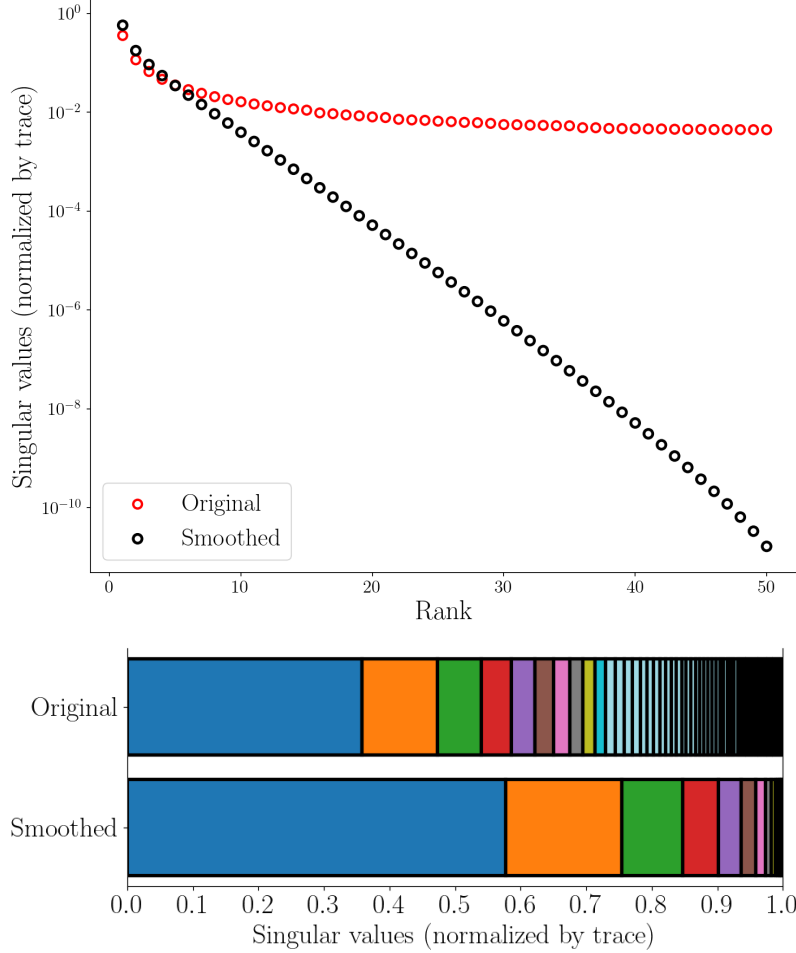 10^0
10^-2
10^-4
10^-6
10^-8
10^-10
Singular values (normalized by trace)
Original
Smoothed
0 10 20 30 40 50
Rank
Original
Smoothed
0.0 0.1 0.2 0.3 0.4 0.5 0.6 0.7 0.8 0.9 1.0
Singular values (normalized by trace)